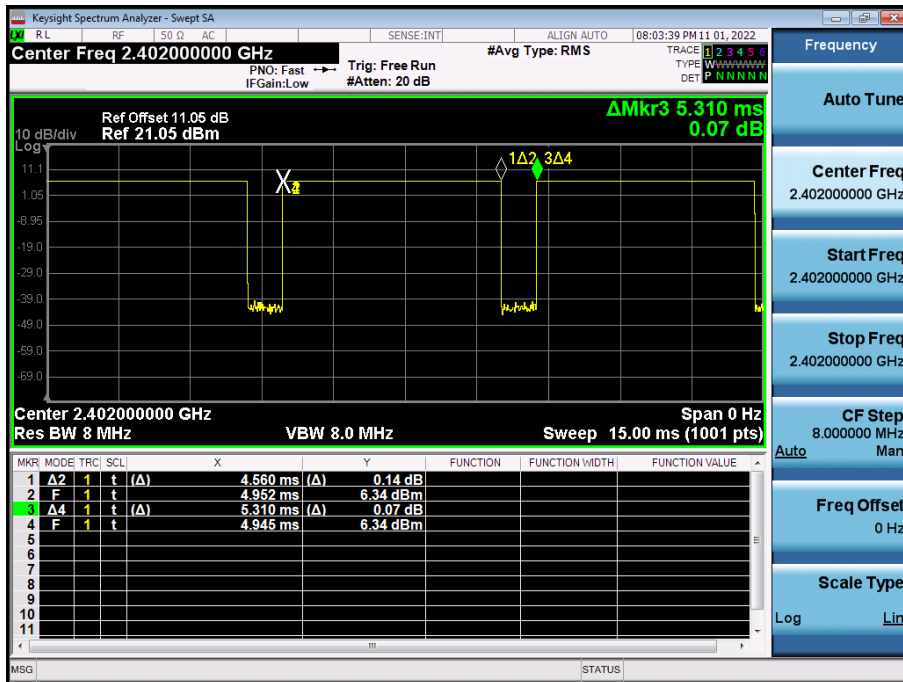 Keysight Spectrum Analyzer - Swept SA
LXI RL RF 50 Ω AC SENSE:INT ALIGN AUTO 08:03:39 PM 11 01, 2022
Center Freq 2.402000000 GHz
PNO: Fast
IFGain:Low
Trig: Free Run
#Atten: 20 dB
#Avg Type: RMS
TRACE 1 2 3 4 5 6
TYPE WWWWWW
DET P N N N N N
ΔMkr3 5.310 ms
0.07 dB
Ref Offset 11.05 dB
10 dB/div Ref 21.05 dBm
Log
1Δ2 3Δ4
11.1
1.05
-8.95
-19.0
-29.0
-39.0
-49.0
-59.0
-69.0
Center 2.402000000 GHz Span 0 Hz
Res BW 8 MHz VBW 8.0 MHz Sweep 15.00 ms (1001 pts)
MKR MODE TRC SCL X Y FUNCTION FUNCTION WIDTH FUNCTION VALUE
1 Δ2 1 t (Δ) 4.560 ms (Δ) 0.14 dB
2 F 1 t 4.952 ms 6.34 dBm
3 Δ4 1 t (Δ) 5.310 ms (Δ) 0.07 dB
4 F 1 t 4.945 ms 6.34 dBm
5
6
7
8
9
10
11
MSG STATUS
Frequency
Auto Tune
Center Freq
2.402000000 GHz
Start Freq
2.402000000 GHz
Stop Freq
2.402000000 GHz
CF Step
8.000000 MHz
Auto Man
Freq Offset
0 Hz
Scale Type
Log Lin